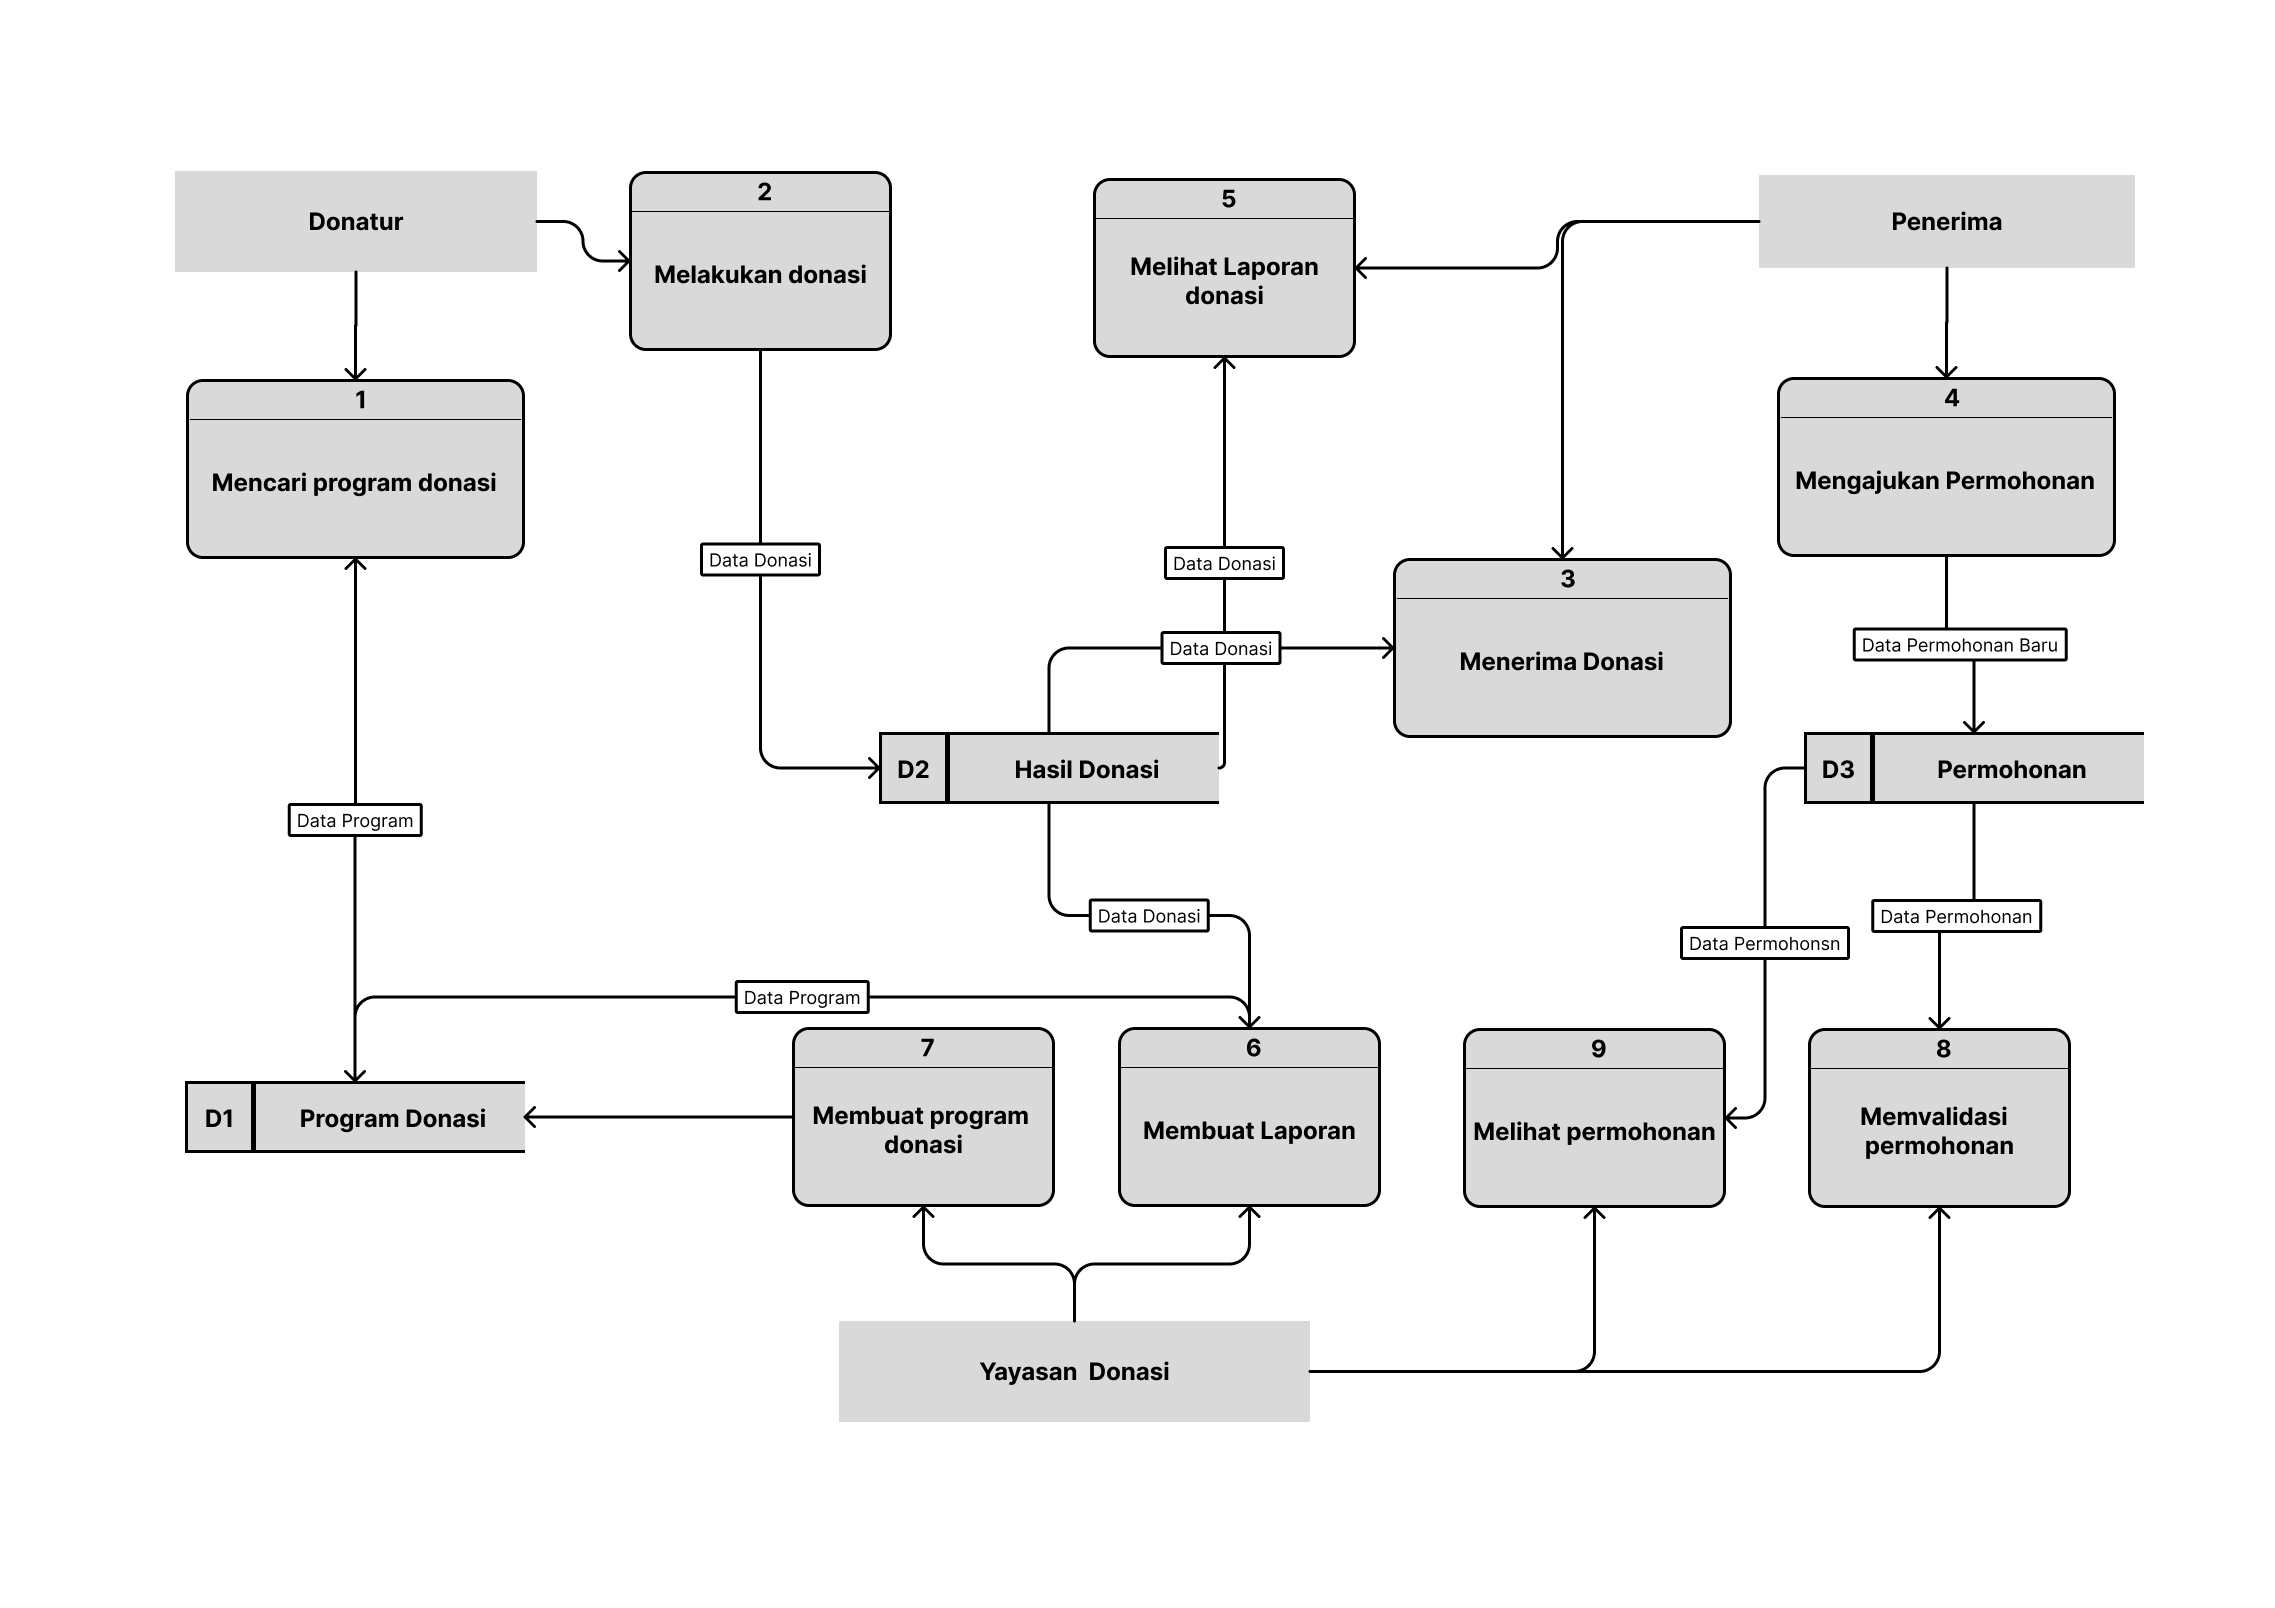 Donatur
2
Melakukan donasi
5
Melihat Laporan
donasi
Penerima
1
Mencari program donasi
4
Mengajukan Permohonan
Data Donasi
Data Donasi
3
Menerima Donasi
Data Donasi
Data Permohonan Baru
D2
Hasil Donasi
D3
Permohonan
Data Program
Data Donasi
Data Permohonsn
Data Permohonan
Data Program
D1
Program Donasi
7
Membuat program
donasi
6
Membuat Laporan
9
Melihat permohonan
8
Memvalidasi
permohonan
Yayasan  Donasi